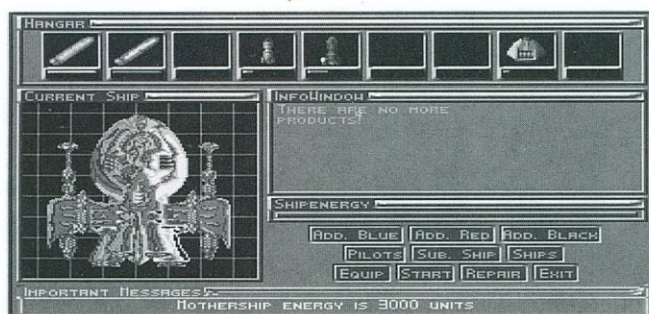 HANGAR
CURRENT SHIP
INFOWINDOW
THERE ARE NO MORE
PRODUCTS!
SHIPENERGY
ADD. BLUE ADD. RED ADD. BLACK
PILOTS SUB. SHIP SHIPS
EQUIP START REPAIR EXIT
IMPORTANT MESSAGES
MOTHERSHIP ENERGY IS 3000 UNITS